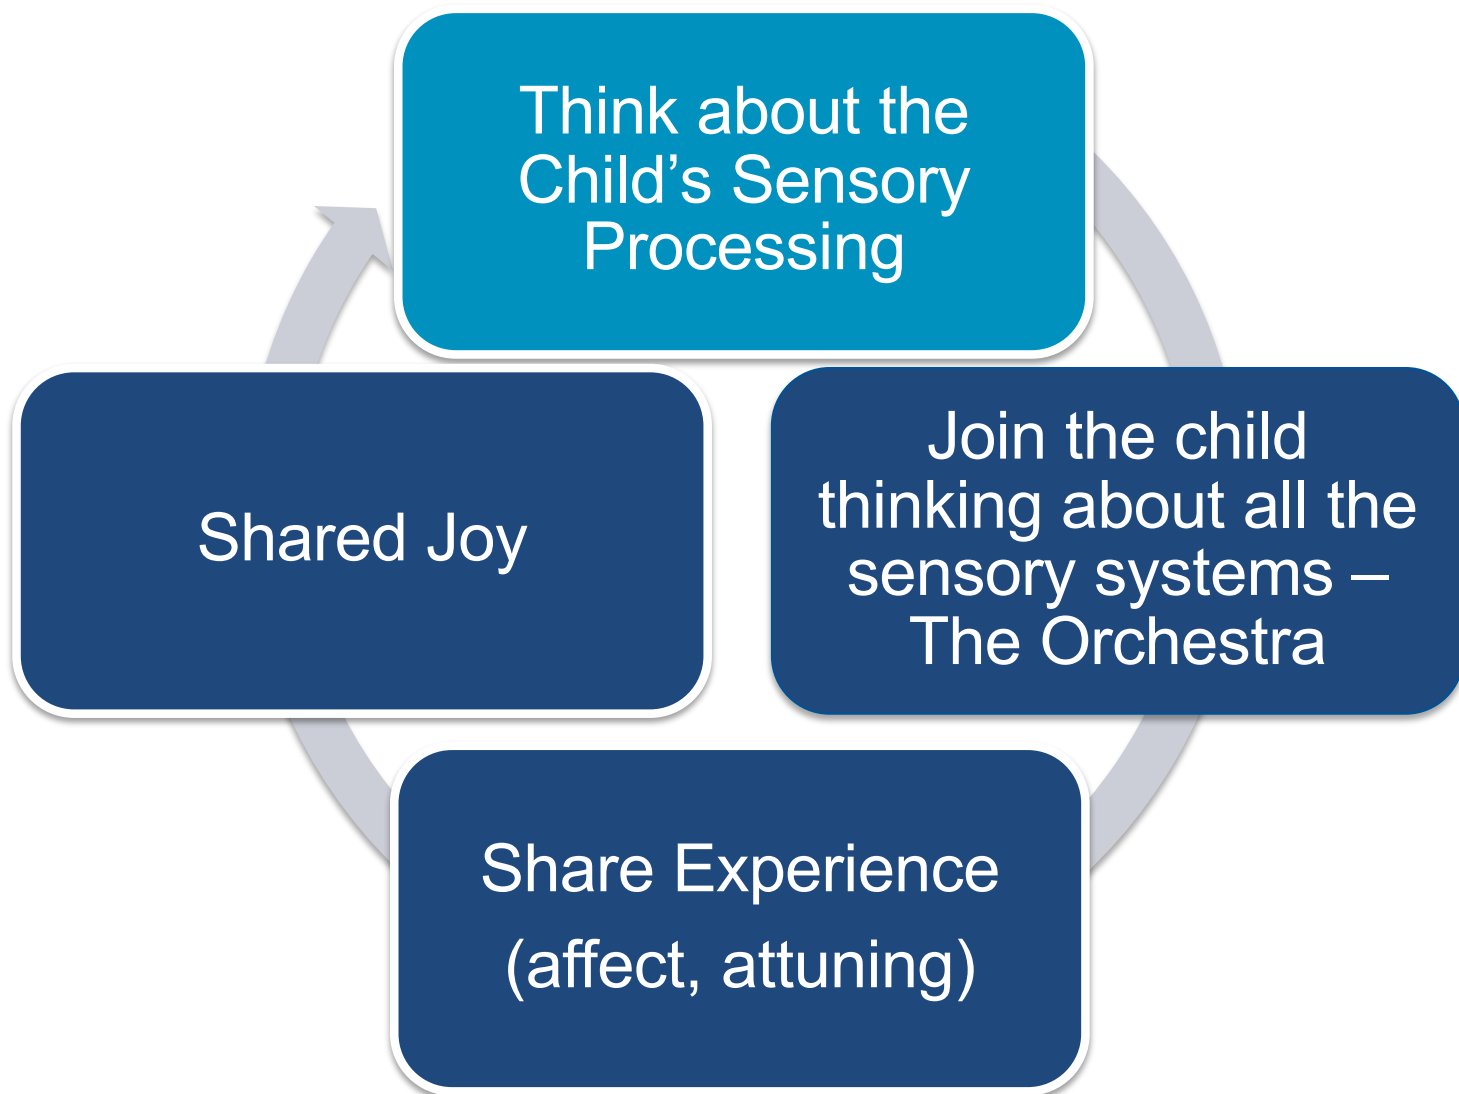 Think about the
Child’s Sensory
Processing
Join the child
thinking about all the
sensory systems –
The Orchestra
Share Experience
(affect, attuning)
Shared Joy